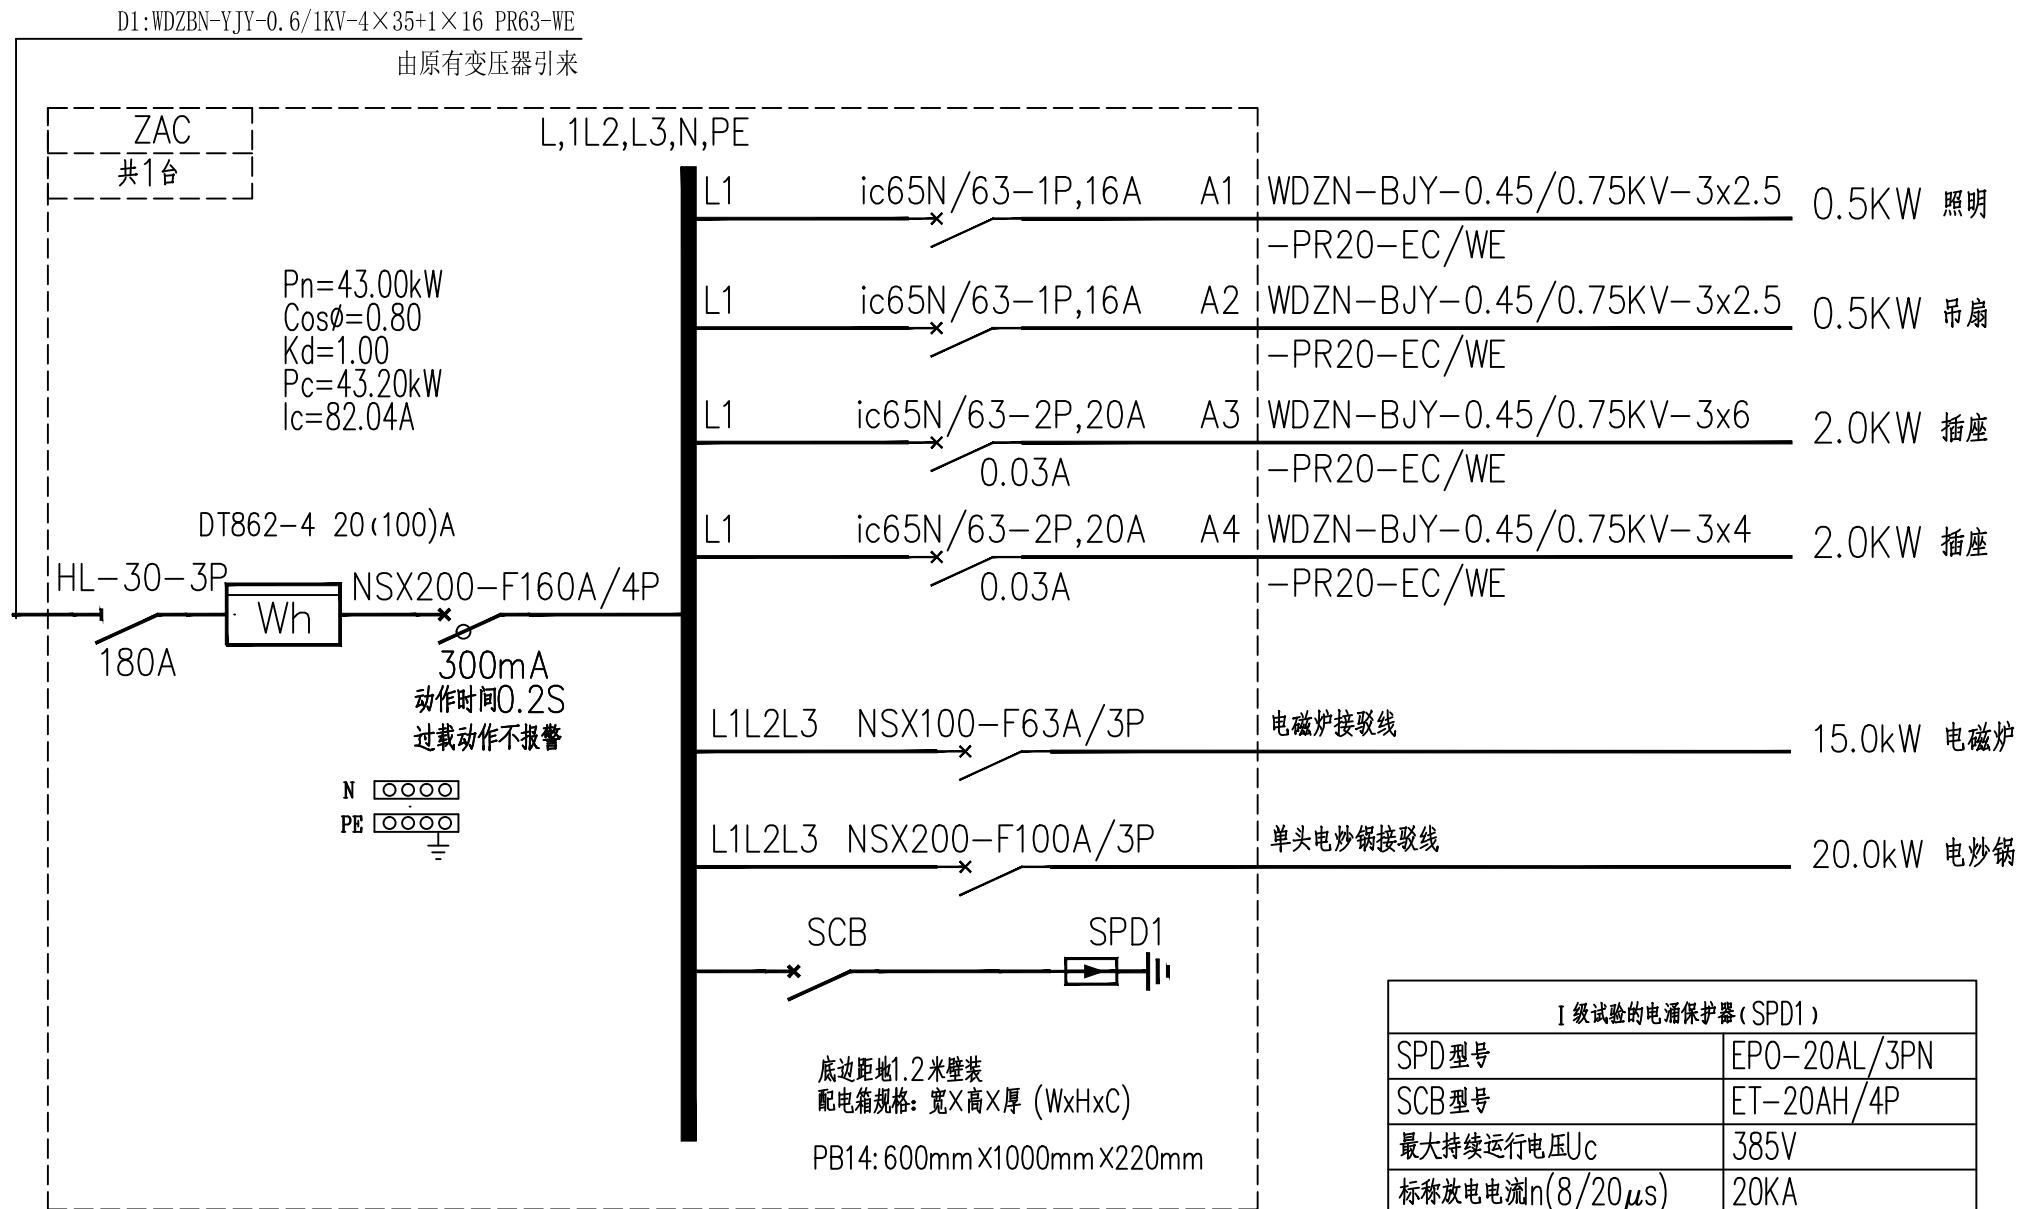 D1:WDZBN-YJY-0.6/1KV-4×35+1×16 PR63-WE
由原有变压器引来
ZAC
共1台
L,1L2,L3,N,PE
Pn=43.00kW
CosØ=0.80
Kd=1.00
Pc=43.20kW
Ic=82.04A
L1 ic65N/63-1P,16A A1 WDZN-BJY-0.45/0.75KV-3x2.5 0.5KW 照明
-PR20-EC/WE
L1 ic65N/63-1P,16A A2 WDZN-BJY-0.45/0.75KV-3x2.5 0.5KW 吊扇
-PR20-EC/WE
L1 ic65N/63-2P,20A A3 WDZN-BJY-0.45/0.75KV-3x6 2.0KW 插座
0.03A -PR20-EC/WE
L1 ic65N/63-2P,20A A4 WDZN-BJY-0.45/0.75KV-3x4 2.0KW 插座
0.03A -PR20-EC/WE
DT862-4 20(100)A
HL-30-3P Wh NSX200-F160A/4P
180A
300mA
动作时间0.2S
过载动作不报警
N
PE
L1L2L3 NSX100-F63A/3P 电磁炉接驳线 15.0kW 电磁炉
L1L2L3 NSX200-F100A/3P 单头电炒锅接驳线 20.0kW 电炒锅
SCB SPD1
底边距地1.2米壁装
配电箱规格: 宽X高X厚 (WxHxC)
PB14: 600mm X1000mm X220mm
I 级试验的电涌保护器(SPD1)
SPD型号 EPO-20AL/3PN
SCB型号 ET-20AH/4P
最大持续运行电压Uc 385V
标称放电电流In(8/20μs) 20KA